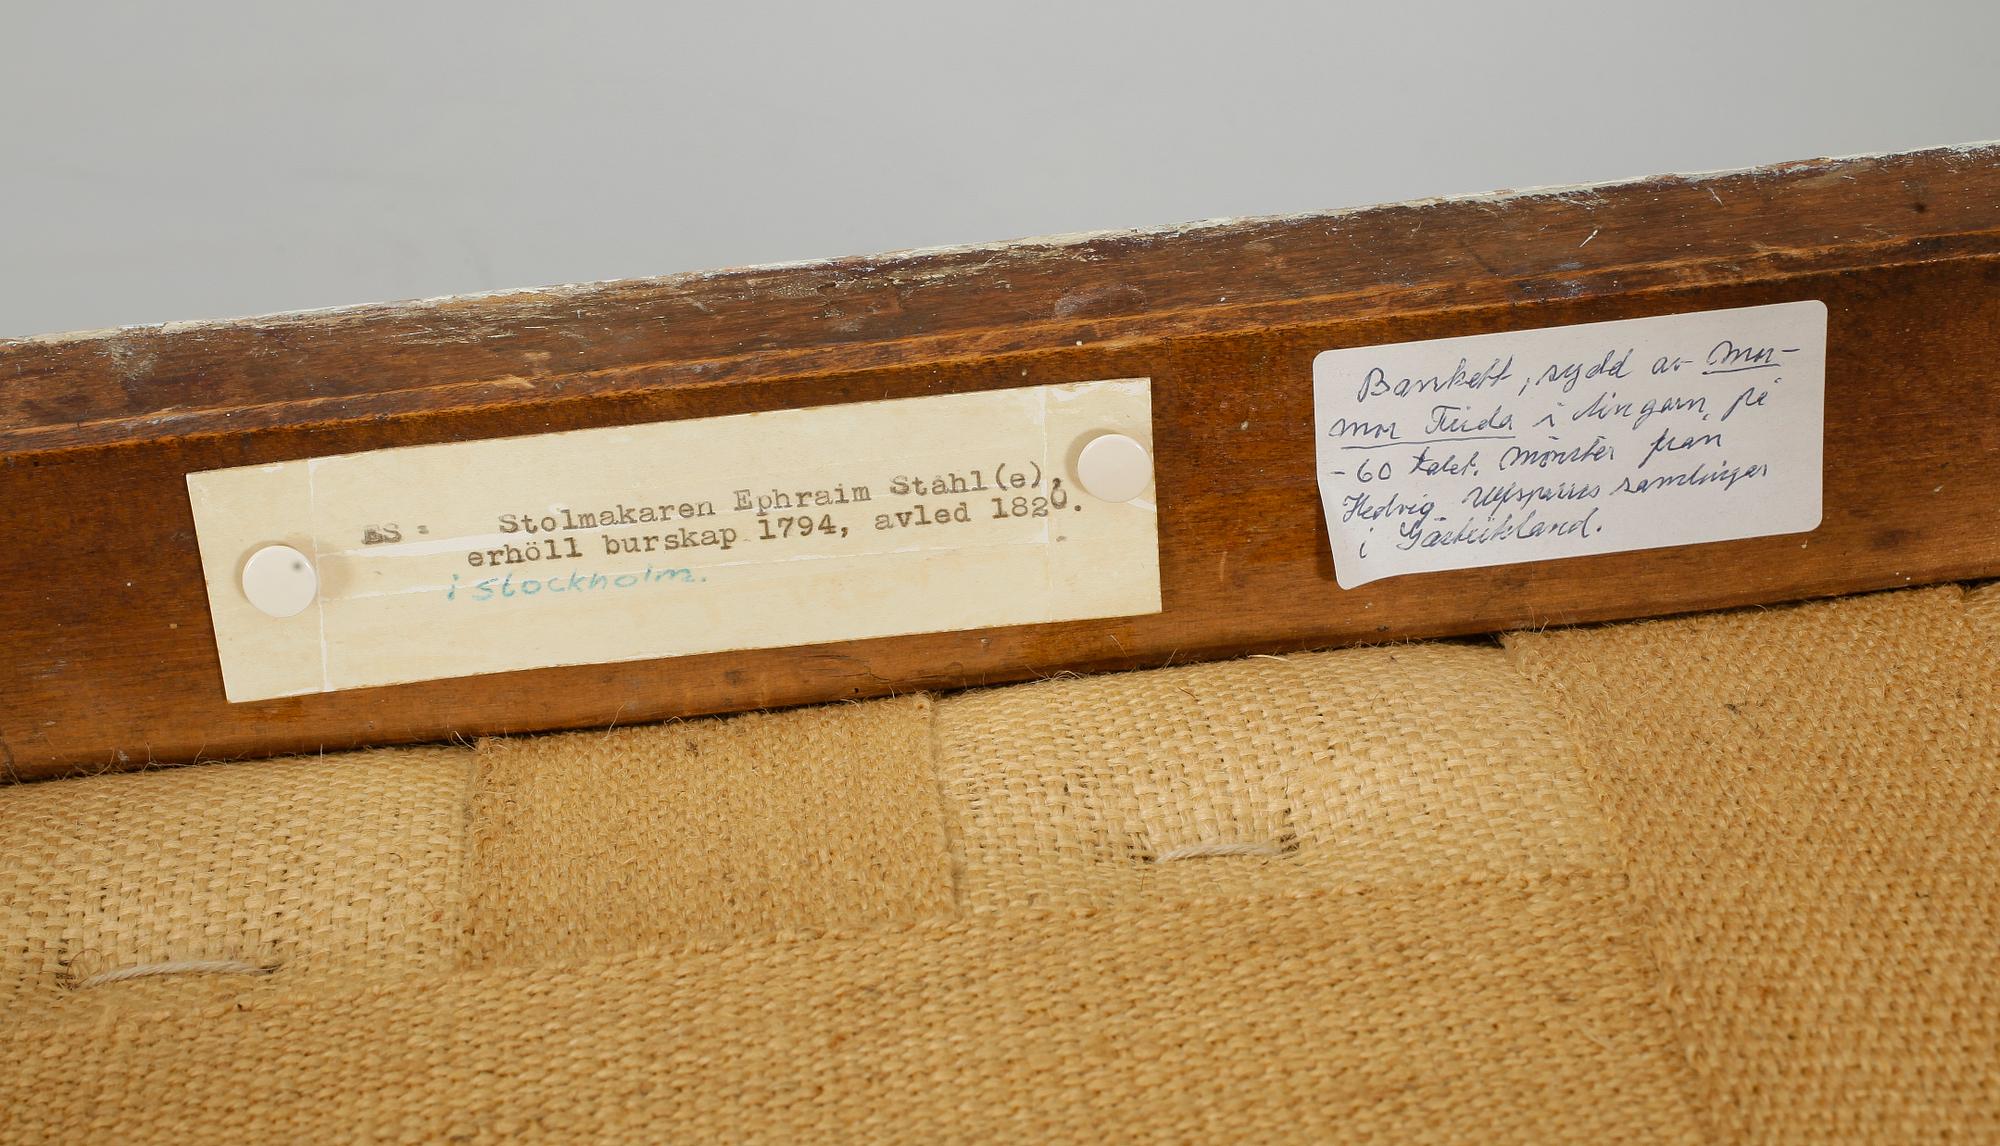 ES: Stolmakaren Ephraim Ståhl(e),
erhöll burskap 1794, avled 1820.
i Stockholm.
Bankett, sydd av Mor-
mor Frida i lingarn, på
-60 talet. Mönster från
Hedvig Ulfsparres samlingar
i Gästrikland.